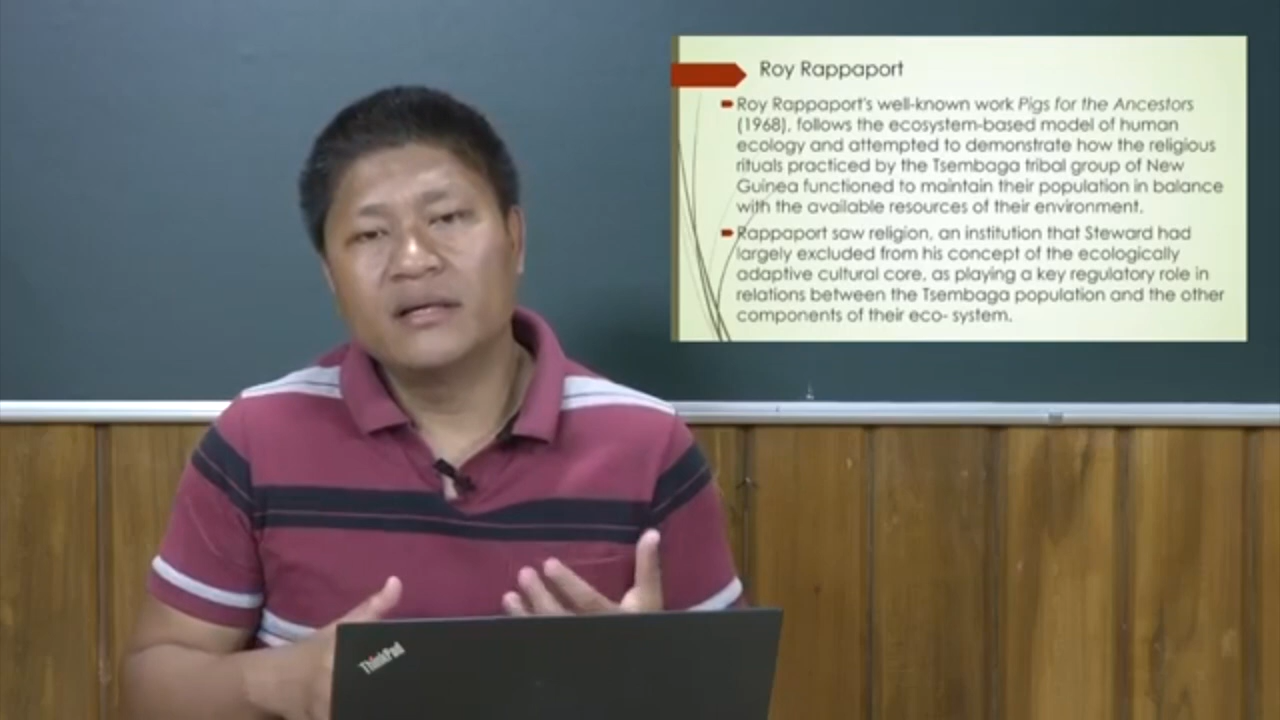 Roy Rappaport
Roy Rappaport's well-known work Pigs for the Ancestors
(1968), follows the ecosystem-based model of human
ecology and attempted to demonstrate how the religious
rituals practiced by the Tsembaga tribal group of New
Guinea functioned to maintain their population in balance
with the available resources of their environment.
Rappaport saw religion, an institution that Steward had
largely excluded from his concept of the ecologically
adaptive cultural core, as playing a key regulatory role in
relations between the Tsembaga population and the other
components of their eco- system.
ThinkPad